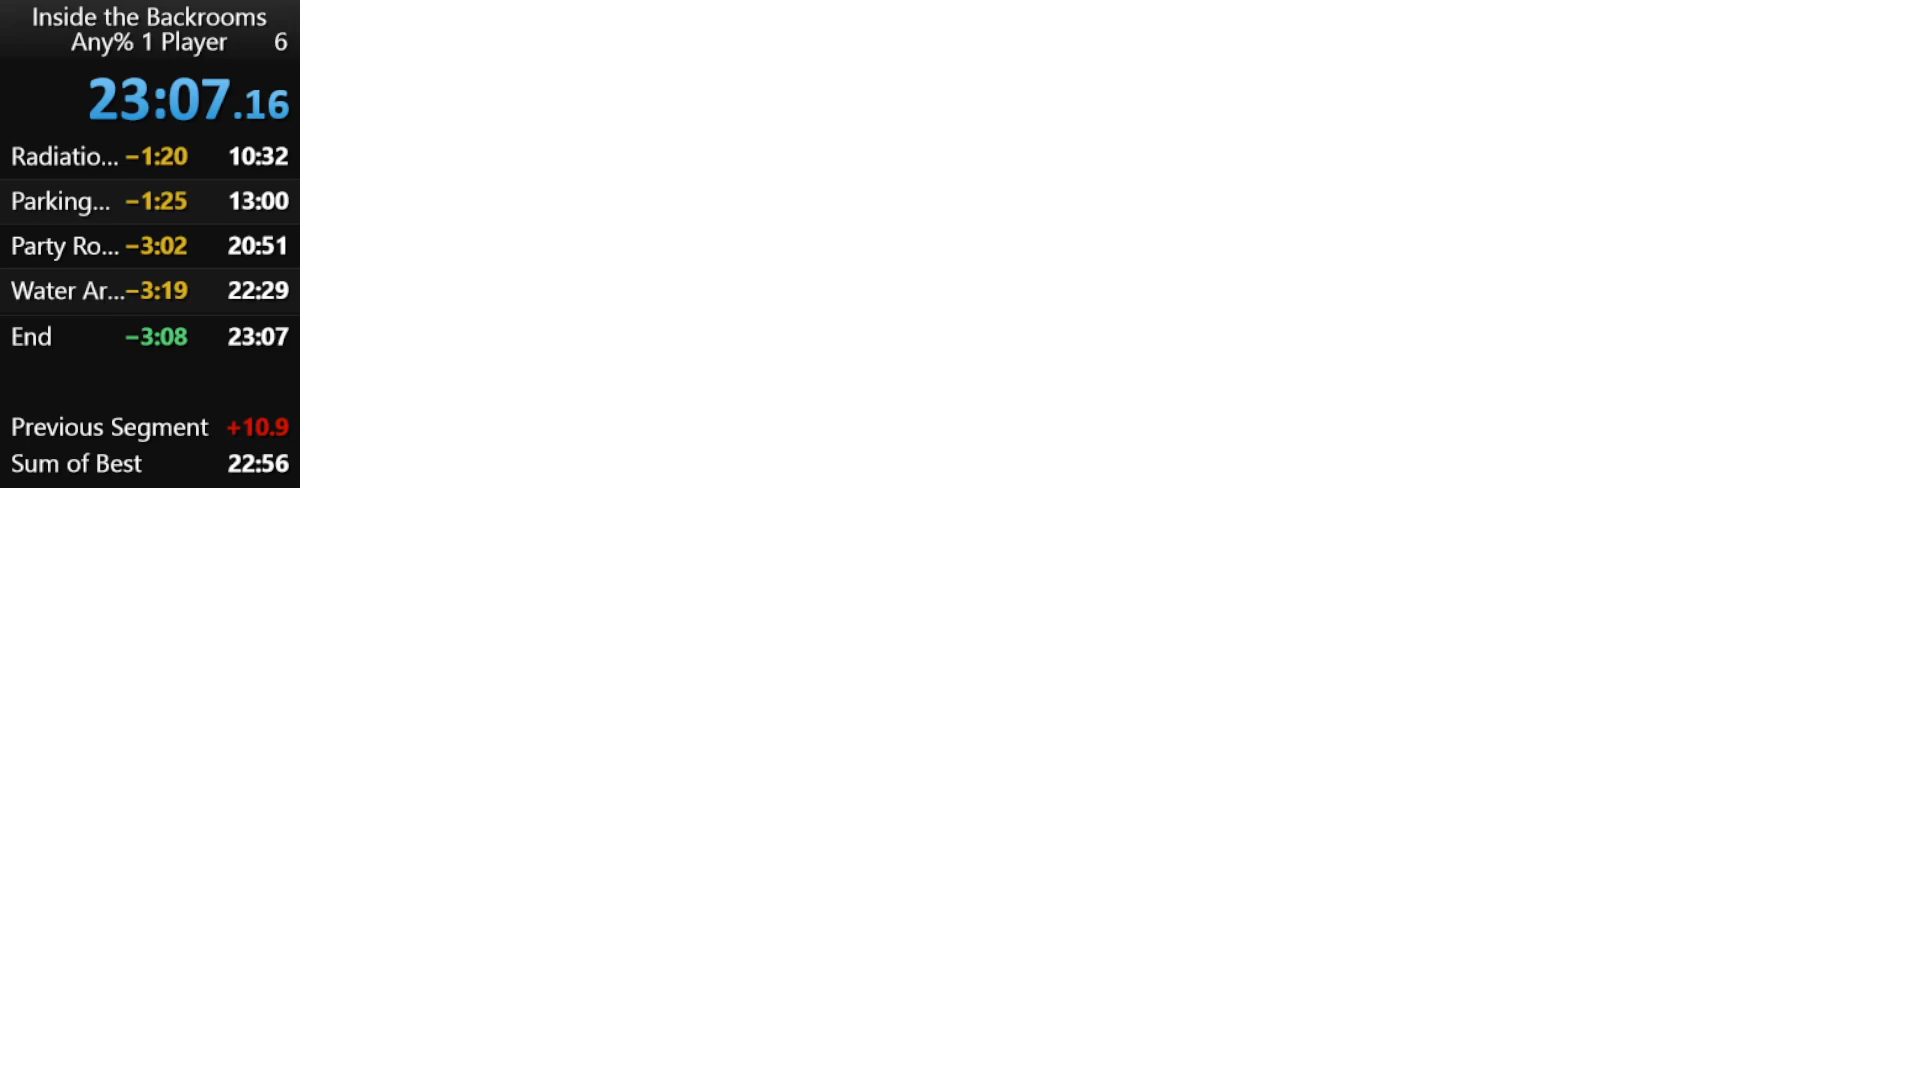 Inside the Backrooms
Any% 1 Player 6
23:07.16
Radiatio... −1:20 10:32
Parking... −1:25 13:00
Party Ro... −3:02 20:51
Water Ar... −3:19 22:29
End −3:08 23:07
Previous Segment +10.9
Sum of Best 22:56